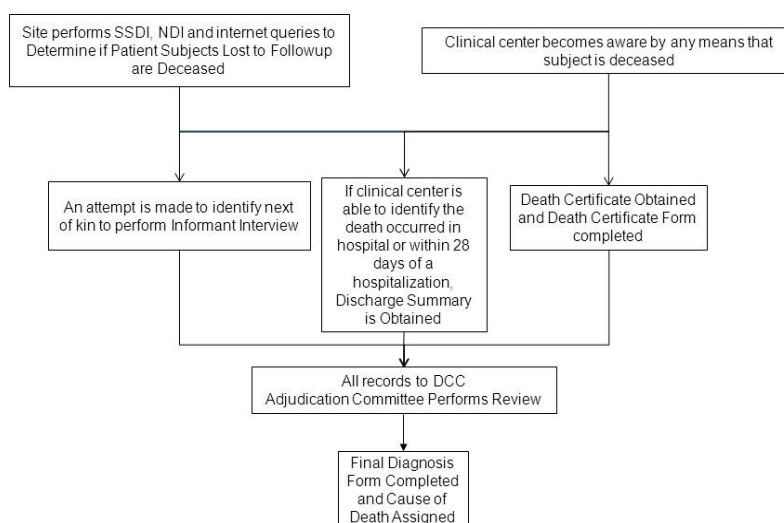 Site performs SSDI, NDI and internet queries to
Determine if Patient Subjects Lost to Followup
are Deceased
Clinical center becomes aware by any means that
subject is deceased
An attempt is made to identify next
of kin to perform Informant Interview
If clinical center is
able to identify the
death occurred in
hospital or within 28
days of a
hospitalization,
Discharge Summary
is Obtained
Death Certificate Obtained
and Death Certificate Form
completed
All records to DCC
Adjudication Committee Performs Review
Final Diagnosis
Form Completed
and Cause of
Death Assigned